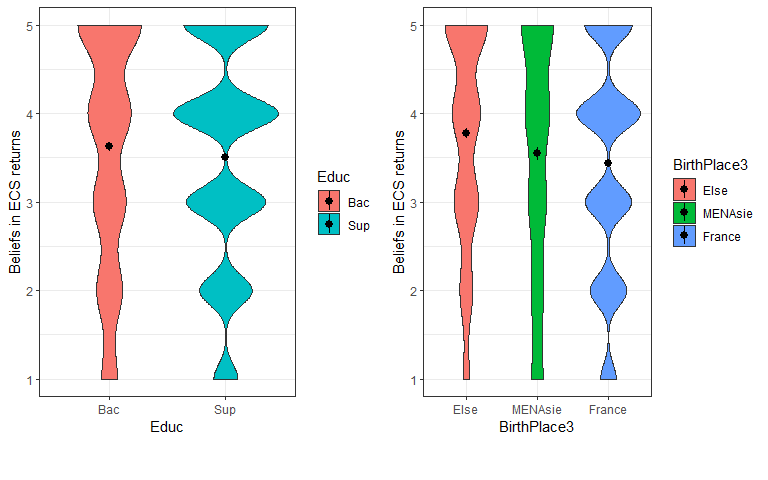 Beliefs in ECS returns
5
4
3
2
1
Bac
Sup
Educ
Educ
Bac
Sup
Beliefs in ECS returns
5
4
3
2
1
Else
MENAsie
France
BirthPlace3
BirthPlace3
Else
MENAsie
France